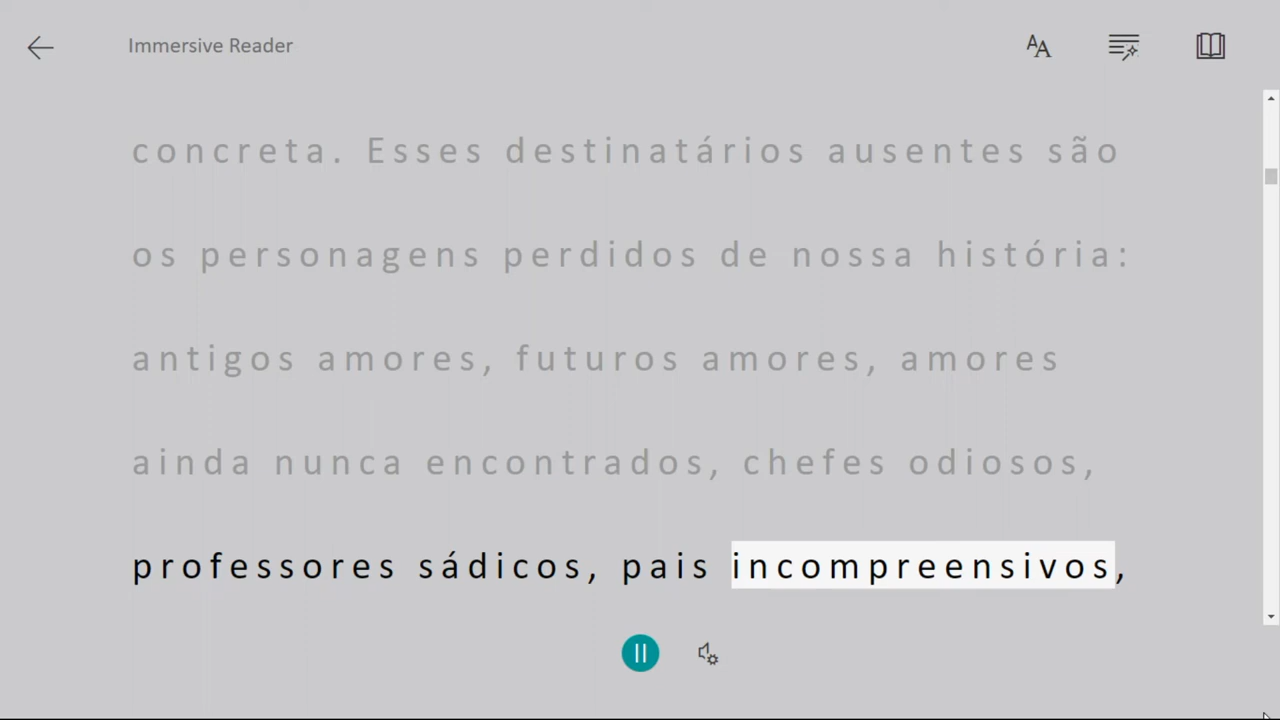 Immersive Reader
concreta. Esses destinatários ausentes são
os personagens perdidos de nossa história:
antigos amores, futuros amores, amores
ainda nunca encontrados, chefes odiosos,
professores sádicos, pais incompreensivos,